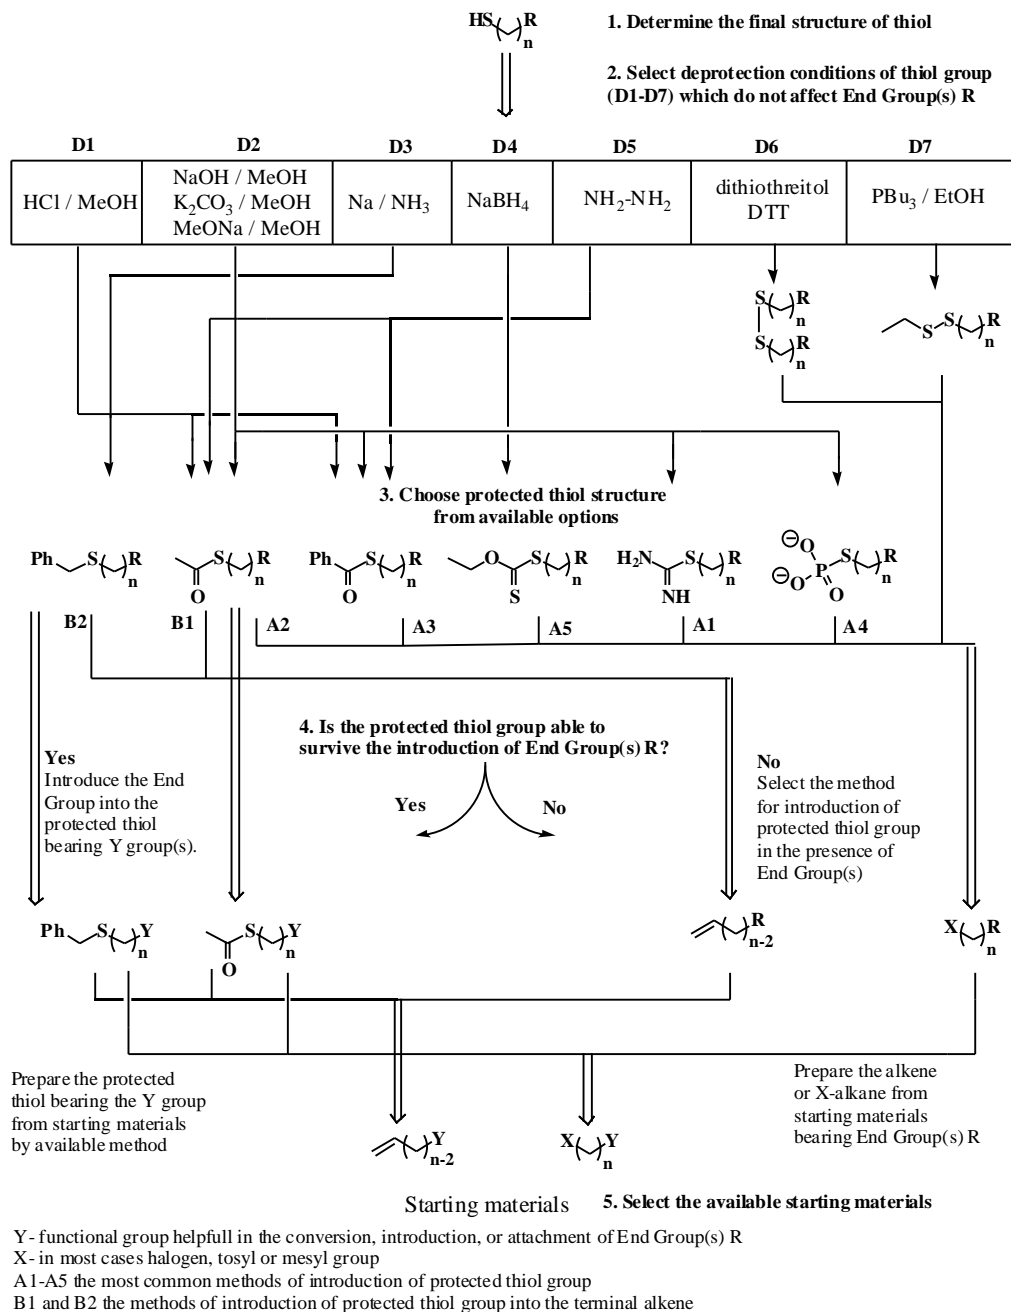 HS R
n
1. Determine the final structure of thiol
2. Select deprotection conditions of thiol group
(D1-D7) which do not affect End Group(s) R
D1 D2 D3 D4 D5 D6 D7
HCl / MeOH
NaOH / MeOH
K2CO3 / MeOH
MeONa / MeOH
Na / NH3
NaBH4
NH2-NH2
dithiothreitol
DTT
PBu3 / EtOH
S R
n
S R
n
S S R
n
3. Choose protected thiol structure
from available options
Ph S R
n
S R
O n
Ph S R
O n
O S R
S n
H2N S R
NH n
⊖O
⊖O P S R
O n
B2 B1 A2 A3 A5 A1 A4
4. Is the protected thiol group able to
survive the introduction of End Group(s) R?
Yes
No
Yes
Introduce the End
Group into the
protected thiol
bearing Y group(s).
No
Select the method
for introduction of
protected thiol group
in the presence of
End Group(s)
Ph S Y
n
S Y
O n
R
n-2
X R
n
Prepare the protected
thiol bearing the Y group
from starting materials
by available method
Prepare the alkene
or X-alkane from
starting materials
bearing End Group(s) R
Y
n-2
X Y
n
Starting materials
5. Select the available starting materials
Y- functional group helpfull in the conversion, introduction, or attachment of End Group(s) R
X- in most cases halogen, tosyl or mesyl group
A1-A5 the most common methods of introduction of protected thiol group
B1 and B2 the methods of introduction of protected thiol group into the terminal alkene